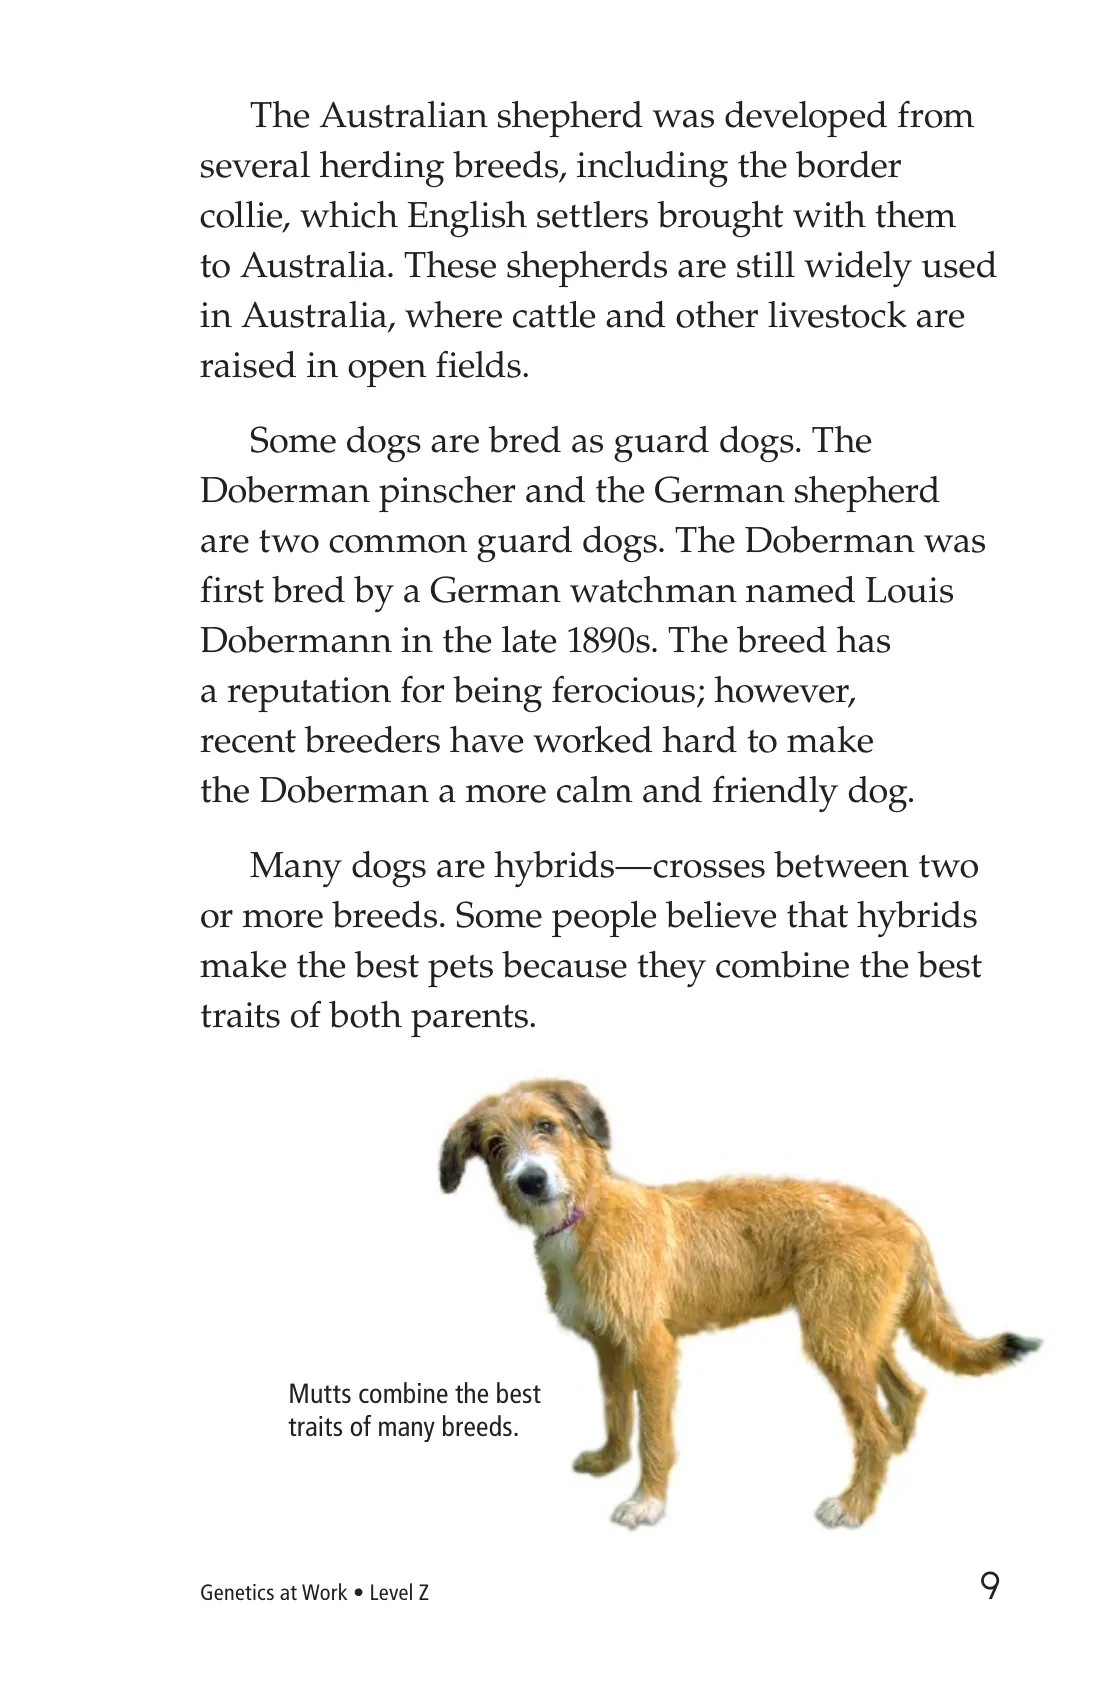 The Australian shepherd was developed from
several herding breeds, including the border
collie, which English settlers brought with them
to Australia. These shepherds are still widely used
in Australia, where cattle and other livestock are
raised in open fields.
Some dogs are bred as guard dogs. The
Doberman pinscher and the German shepherd
are two common guard dogs. The Doberman was
first bred by a German watchman named Louis
Dobermann in the late 1890s. The breed has
a reputation for being ferocious; however,
recent breeders have worked hard to make
the Doberman a more calm and friendly dog.
Many dogs are hybrids—crosses between two
or more breeds. Some people believe that hybrids
make the best pets because they combine the best
traits of both parents.
Mutts combine the best
traits of many breeds.
Genetics at Work • Level Z
9